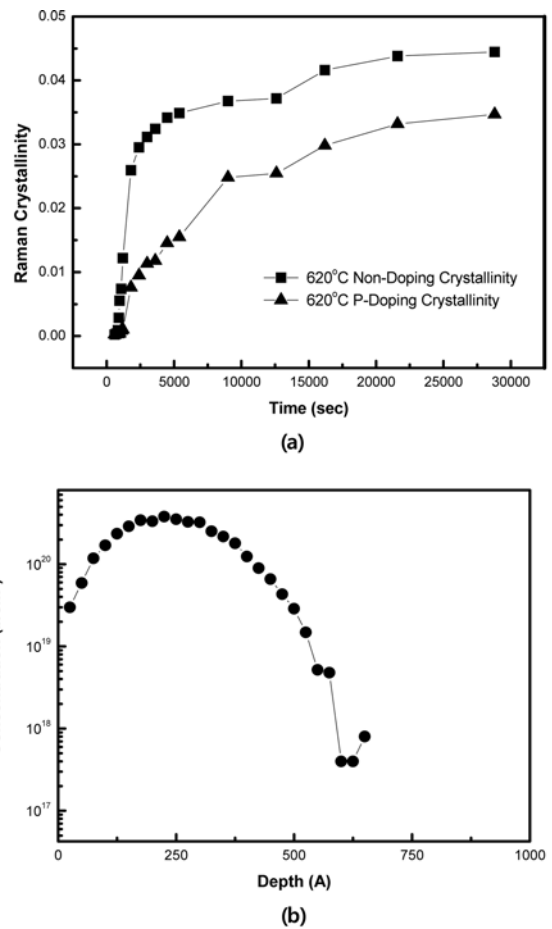 0.05
0.04
0.03
0.02
0.01
0.00
Raman Crystallinity
620°C Non-Doping Crystallinity
620°C P-Doping Crystallinity
0 5000 10000 15000 20000 25000 30000
Time (sec)
(a)
10²⁰
10¹⁹
10¹⁸
10¹⁷
0 250 500 750 1000
Depth (A)
(b)